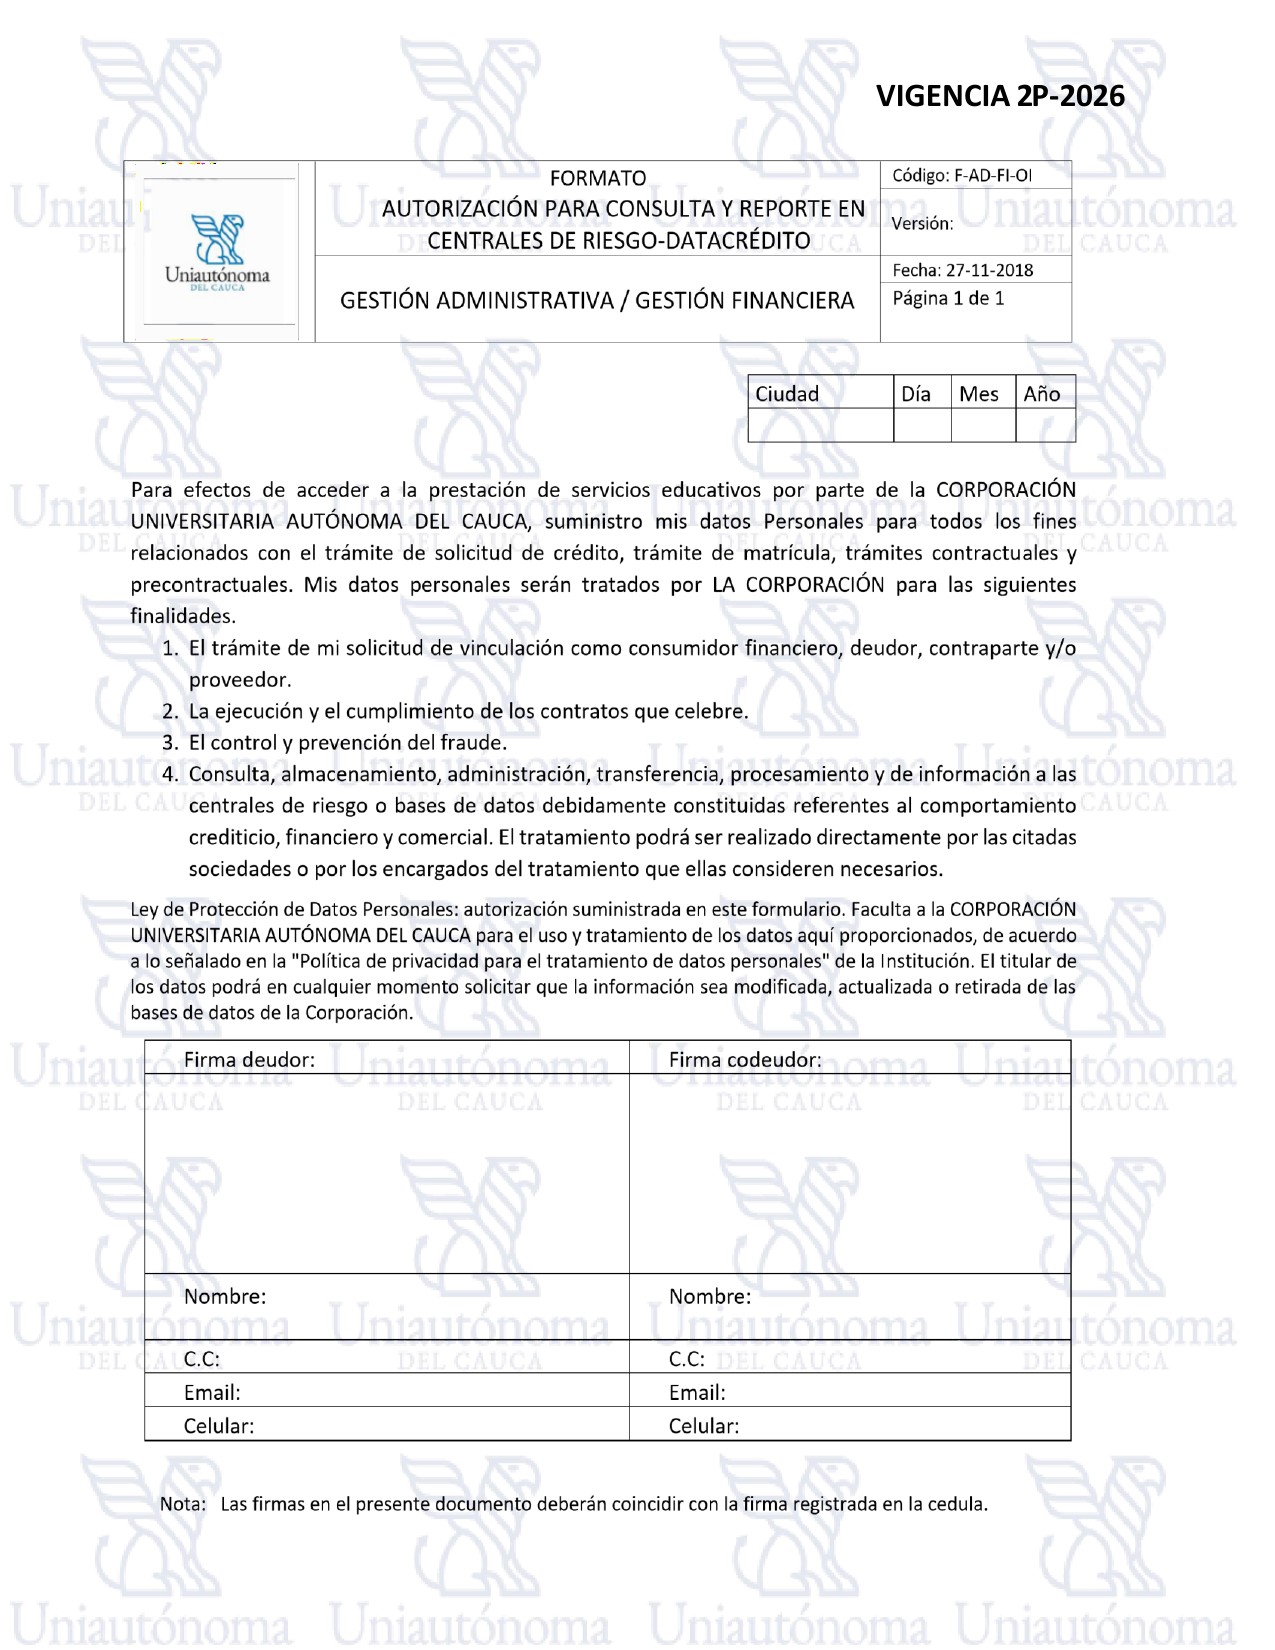 VIGENCIA 2P-2026
Uniautónoma
DEL CAUCA
FORMATO
AUTORIZACIÓN PARA CONSULTA Y REPORTE EN
CENTRALES DE RIESGO-DATACRÉDITO
GESTIÓN ADMINISTRATIVA / GESTIÓN FINANCIERA
Código: F-AD-FI-OI
Versión:
Fecha: 27-11-2018
Página 1 de 1
Ciudad Día Mes Año
Para efectos de acceder a la prestación de servicios educativos por parte de la CORPORACIÓN
UNIVERSITARIA AUTÓNOMA DEL CAUCA, suministro mis datos Personales para todos los fines
relacionados con el trámite de solicitud de crédito, trámite de matrícula, trámites contractuales y
precontractuales. Mis datos personales serán tratados por LA CORPORACIÓN para las siguientes
finalidades.
1. El trámite de mi solicitud de vinculación como consumidor financiero, deudor, contraparte y/o
proveedor.
2. La ejecución y el cumplimiento de los contratos que celebre.
3. El control y prevención del fraude.
4. Consulta, almacenamiento, administración, transferencia, procesamiento y de información a las
centrales de riesgo o bases de datos debidamente constituidas referentes al comportamiento
crediticio, financiero y comercial. El tratamiento podrá ser realizado directamente por las citadas
sociedades o por los encargados del tratamiento que ellas consideren necesarios.
Ley de Protección de Datos Personales: autorización suministrada en este formulario. Faculta a la CORPORACIÓN
UNIVERSITARIA AUTÓNOMA DEL CAUCA para el uso y tratamiento de los datos aquí proporcionados, de acuerdo
a lo señalado en la "Política de privacidad para el tratamiento de datos personales" de la Institución. El titular de
los datos podrá en cualquier momento solicitar que la información sea modificada, actualizada o retirada de las
bases de datos de la Corporación.
Firma deudor: Firma codeudor:
Nombre: Nombre:
C.C: C.C:
Email: Email:
Celular: Celular:
Nota: Las firmas en el presente documento deberán coincidir con la firma registrada en la cedula.